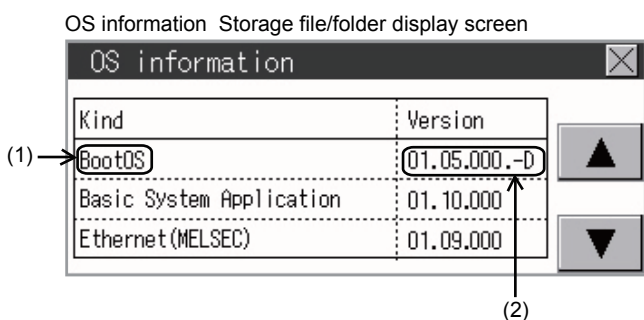 OS information Storage file/folder display screen
OS information
Kind Version
(1) BootOS 01.05.000.-D
Basic System Application 01.10.000
Ethernet(MELSEC) 01.09.000
(2)